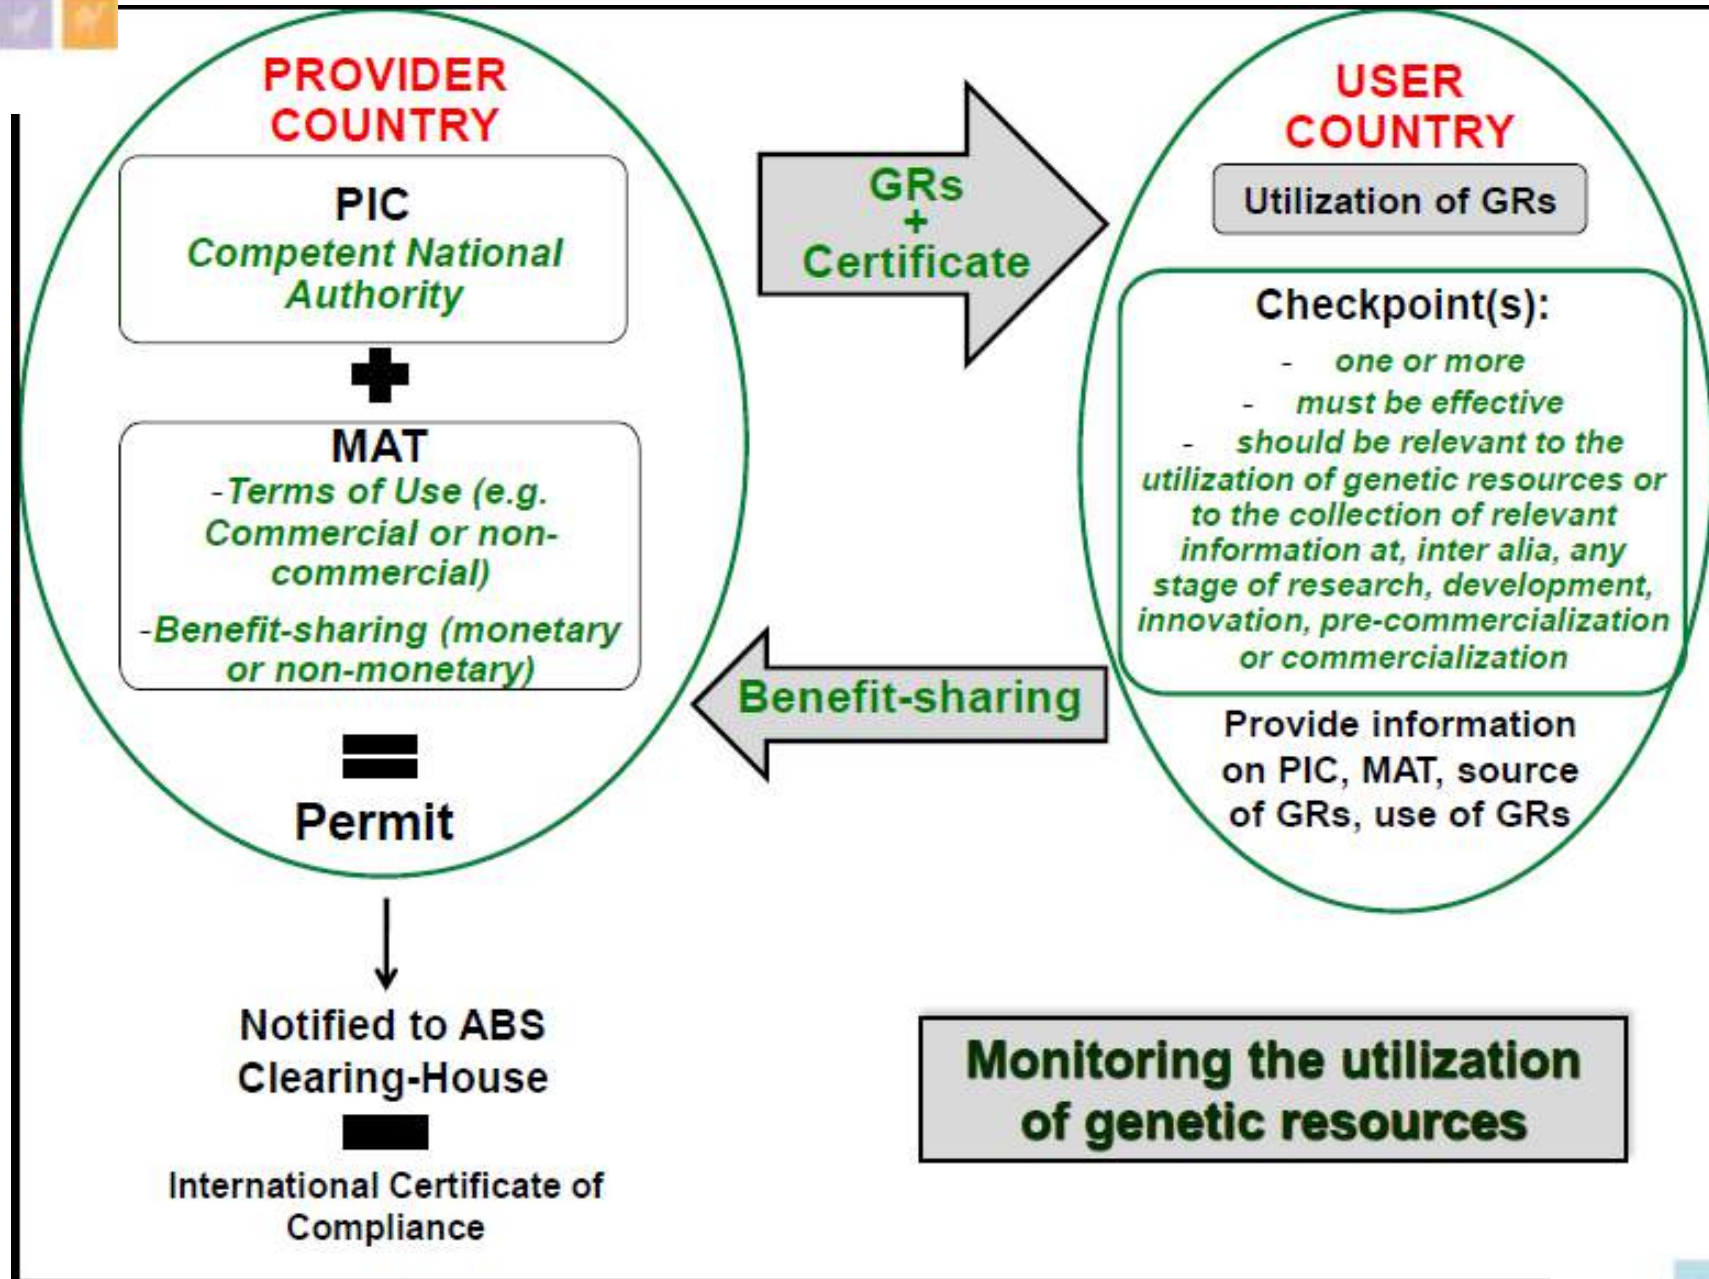 PROVIDER
COUNTRY
PIC
Competent National
Authority
MAT
-Terms of Use (e.g.
Commercial or non-
commercial)
-Benefit-sharing (monetary
or non-monetary)
Permit
Notified to ABS
Clearing-House
International Certificate of
Compliance
GRs
+
Certificate
Benefit-sharing
USER
COUNTRY
Utilization of GRs
Checkpoint(s):
- one or more
- must be effective
- should be relevant to the
utilization of genetic resources or
to the collection of relevant
information at, inter alia, any
stage of research, development,
innovation, pre-commercialization
or commercialization
Provide information
on PIC, MAT, source
of GRs, use of GRs
Monitoring the utilization
of genetic resources